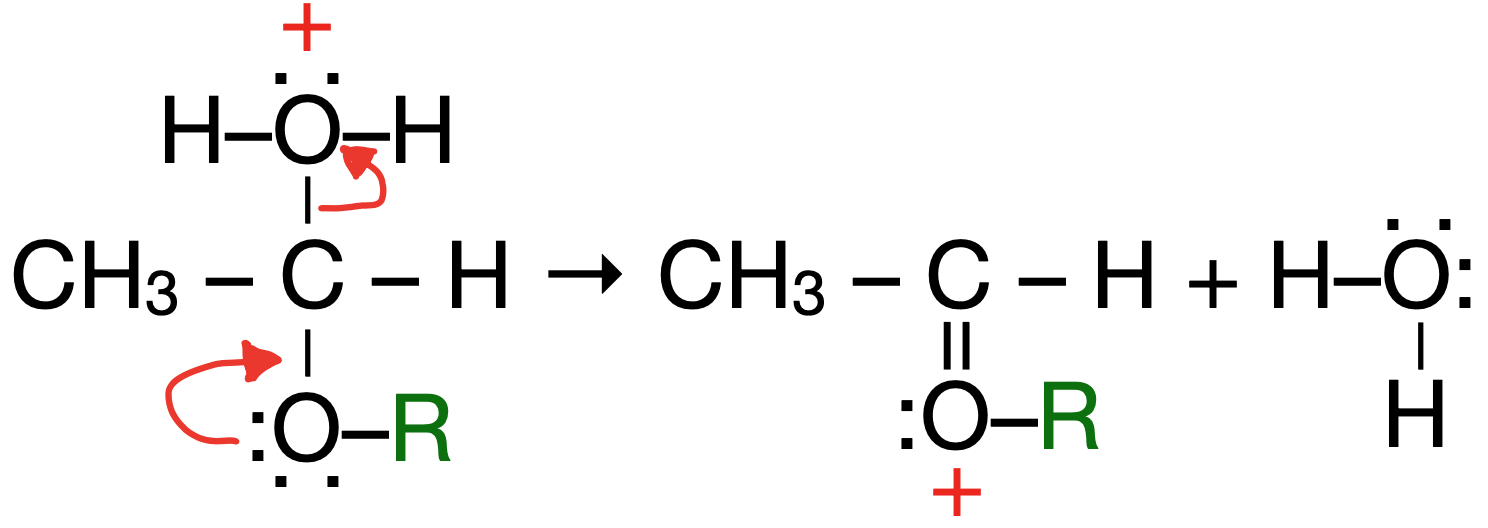 +
H–O–H
CH3 – C – H → CH3 – C – H + H–O
O–R O–R H
+